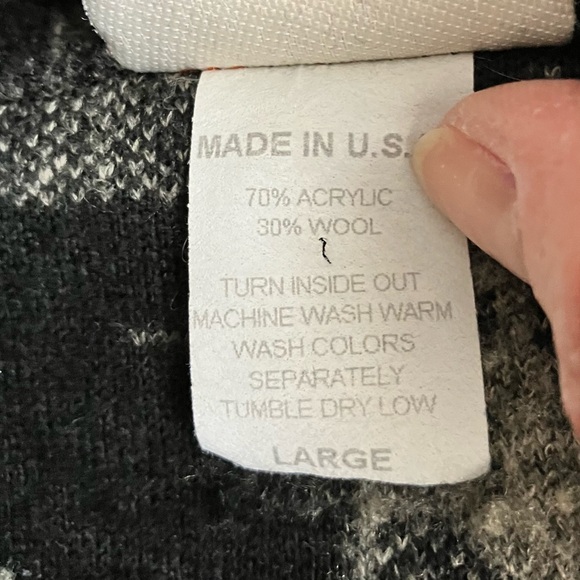 MADE IN U.S.
70% ACRYLIC
30% WOOL
TURN INSIDE OUT
MACHINE WASH WARM
WASH COLORS
SEPARATELY
TUMBLE DRY LOW
LARGE